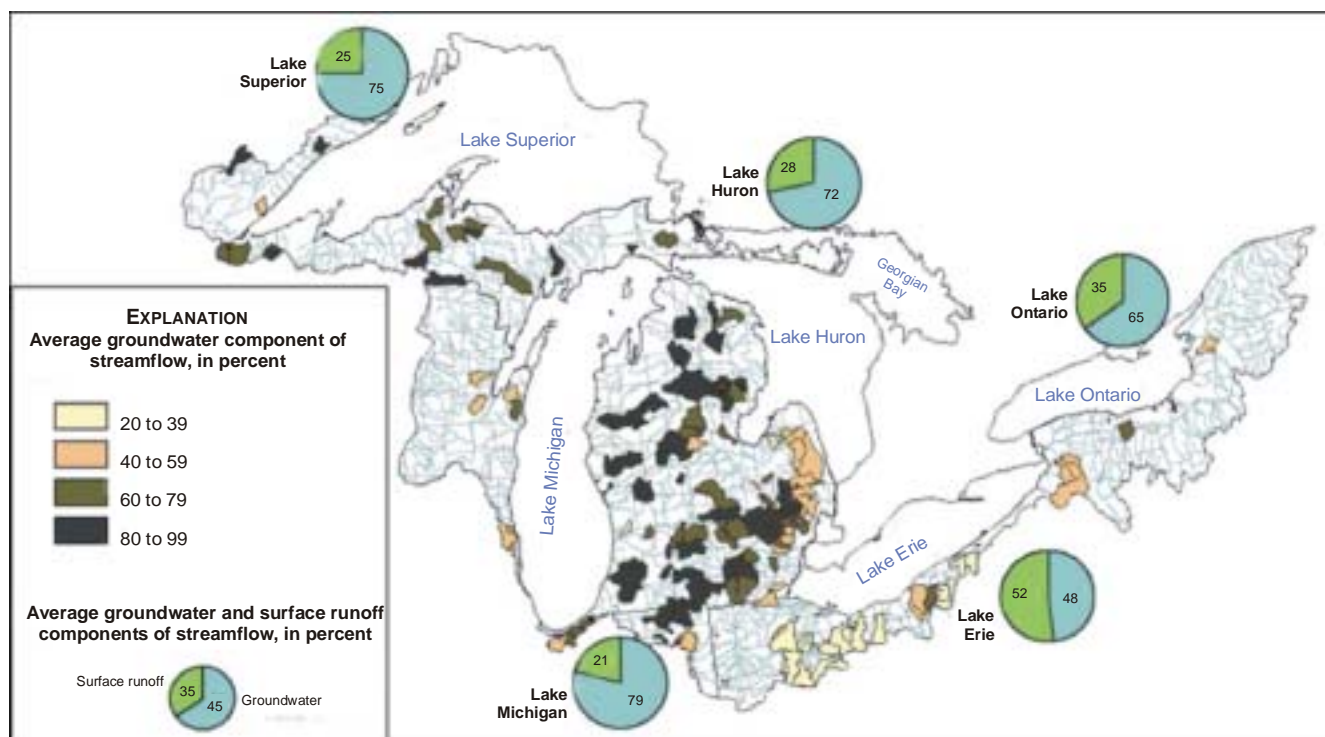 25
75
Lake
Superior
Lake Superior
28
72
Lake
Huron
Georgian
Bay
Lake Huron
35
65
Lake
Ontario
Lake Ontario
Lake Michigan
Lake Erie
52
48
Lake
Erie
21
79
Lake
Michigan
EXPLANATION
Average groundwater component of
streamflow, in percent
20 to 39
40 to 59
60 to 79
80 to 99
Average groundwater and surface runoff
components of streamflow, in percent
Surface runoff
35
45
Groundwater